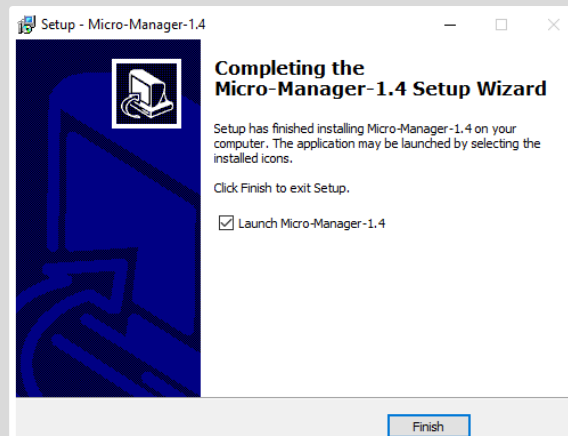 Setup - Micro-Manager-1.4
Completing the
Micro-Manager-1.4 Setup Wizard
Setup has finished installing Micro-Manager-1.4 on your
computer. The application may be launched by selecting the
installed icons.
Click Finish to exit Setup.
Launch Micro-Manager-1.4
Finish